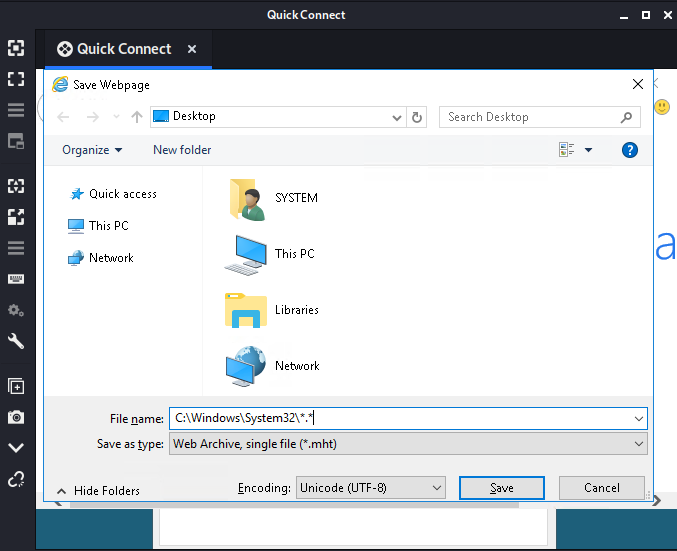 Quick Connect
Quick Connect
Save Webpage
Desktop
Search Desktop
Organize
New folder
Quick access
This PC
Network
SYSTEM
This PC
Libraries
Network
a
File name: C:\Windows\System32\*.*
Save as type: Web Archive, single file (*.mht)
Hide Folders
Encoding: Unicode (UTF-8)
Save
Cancel